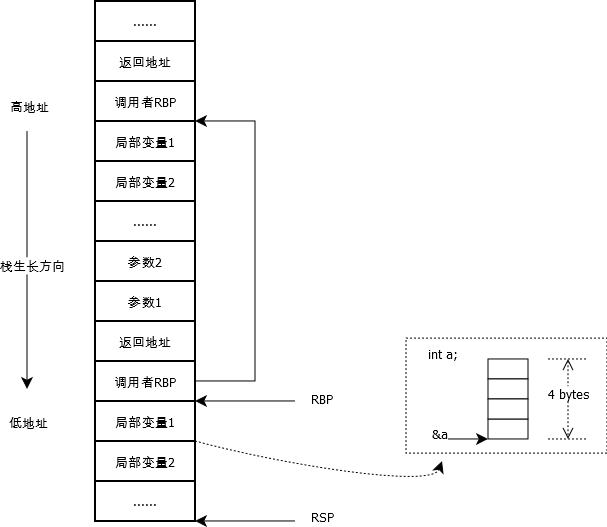 ......
返回地址
调用者RBP
高地址
局部变量1
局部变量2
......
参数2
栈生长方向
参数1
返回地址
调用者RBP
RBP
低地址
局部变量1
局部变量2
......
RSP
int a;
4 bytes
&a